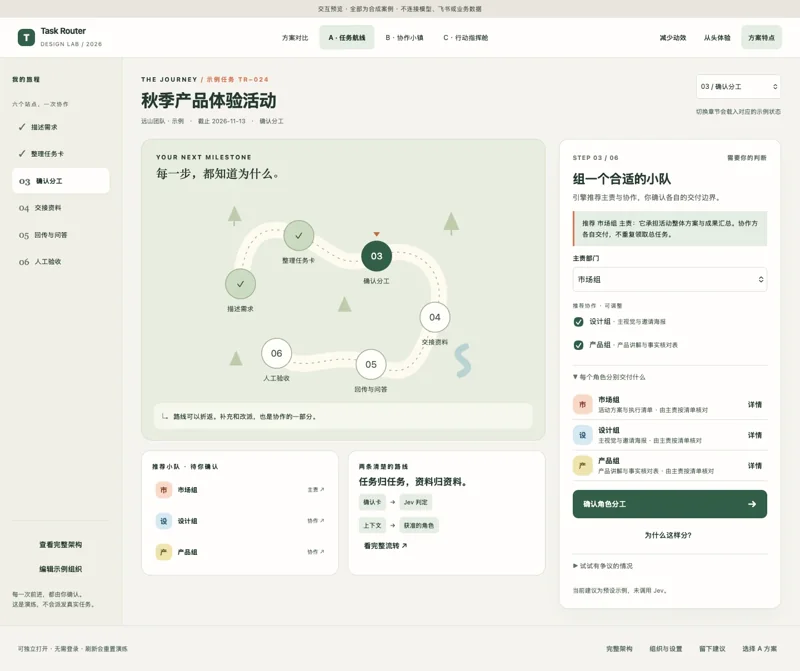 交互预览 · 全部为合成案例 · 不连接模型、飞书或业务数据
T
Task Router
DESIGN LAB / 2026
方案对比
A · 任务航线
B · 协作小镇
C · 行动指挥舱
减少动效
从头体验
方案特点
我的旅程
六个站点，一次协作
✓ 描述需求
✓ 整理任务卡
03 确认分工
04 交接资料
05 回传与问答
06 人工验收
查看完整架构
编辑示例组织
每一次前进，都由你确认。
这是演练，不会派发真实任务。
THE JOURNEY / 示例任务 TR-024
秋季产品体验活动
远山团队 · 示例 · 截止 2026-11-13 · 确认分工
03 / 确认分工
切换章节会载入对应的示例状态
YOUR NEXT MILESTONE
每一步，都知道为什么。
✓
整理任务卡
03
确认分工
✓
描述需求
04
交接资料
06
人工验收
05
回传与问答
路线可以折返。补充和改派，也是协作的一部分。
推荐小队 · 待你确认
市 市场组 主责 ↗
设 设计组 协作 ↗
产 产品组 协作 ↗
两条清楚的路线
任务归任务，资料归资料。
确认卡 → Jev 判定
上下文 → 获准的角色
看完整流转 ↗
STEP 03 / 06
需要你的判断
组一个合适的小队
引擎推荐主责与协作，你确认各自的交付边界。
推荐 市场组 主责：它承担活动整体方案与成果汇总。协作方
各自交付，不重复领取总任务。
主责部门
市场组
推荐协作 · 可调整
设计组 · 主视觉与邀请海报
产品组 · 产品讲解与事实核对表
▼ 每个角色分别交付什么
市 市场组
活动方案与执行清单 · 由主责按清单核对
详情
设 设计组
主视觉与邀请海报 · 由主责按清单核对
详情
产 产品组
产品讲解与事实核对表 · 由主责按清单核对
详情
确认角色分工 →
为什么这样分？
▶ 试试有争议的情况
当前建议为预设示例，未调用 Jev。
可独立打开 · 无需登录 · 刷新会重置演练
完整架构
组织与设置
留下建议
选择 A 方案